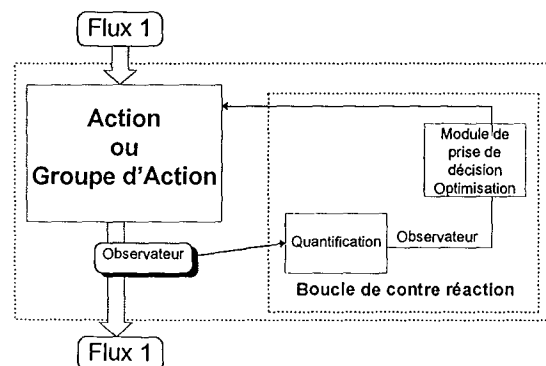 Flux 1
Action
ou
Groupe d'Action
Module de
prise de
décision
Optimisation
Observateur
Quantification
Observateur
Boucle de contre réaction
Flux 1